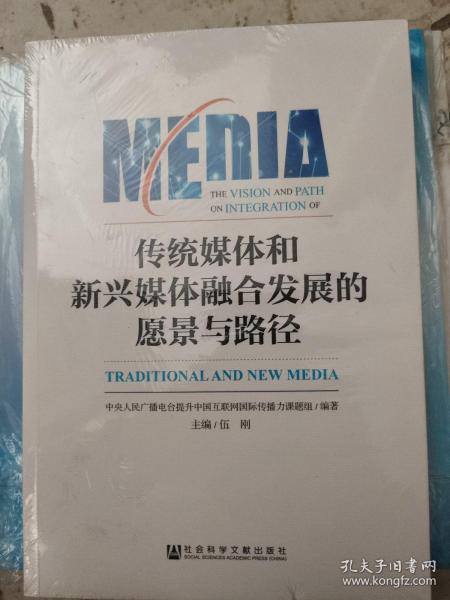 MEDIA
THE VISION AND PATH
ON INTEGRATION OF
传统媒体和
新兴媒体融合发展的
愿景与路径
TRADITIONAL AND NEW MEDIA
中央人民广播电台提升中国互联网国际传播力课题组/编著
主编/伍 刚
社会科学文献出版社
SOCIAL SCIENCES ACADEMIC PRESS (CHINA)
孔夫子旧书网
www.kongfz.com